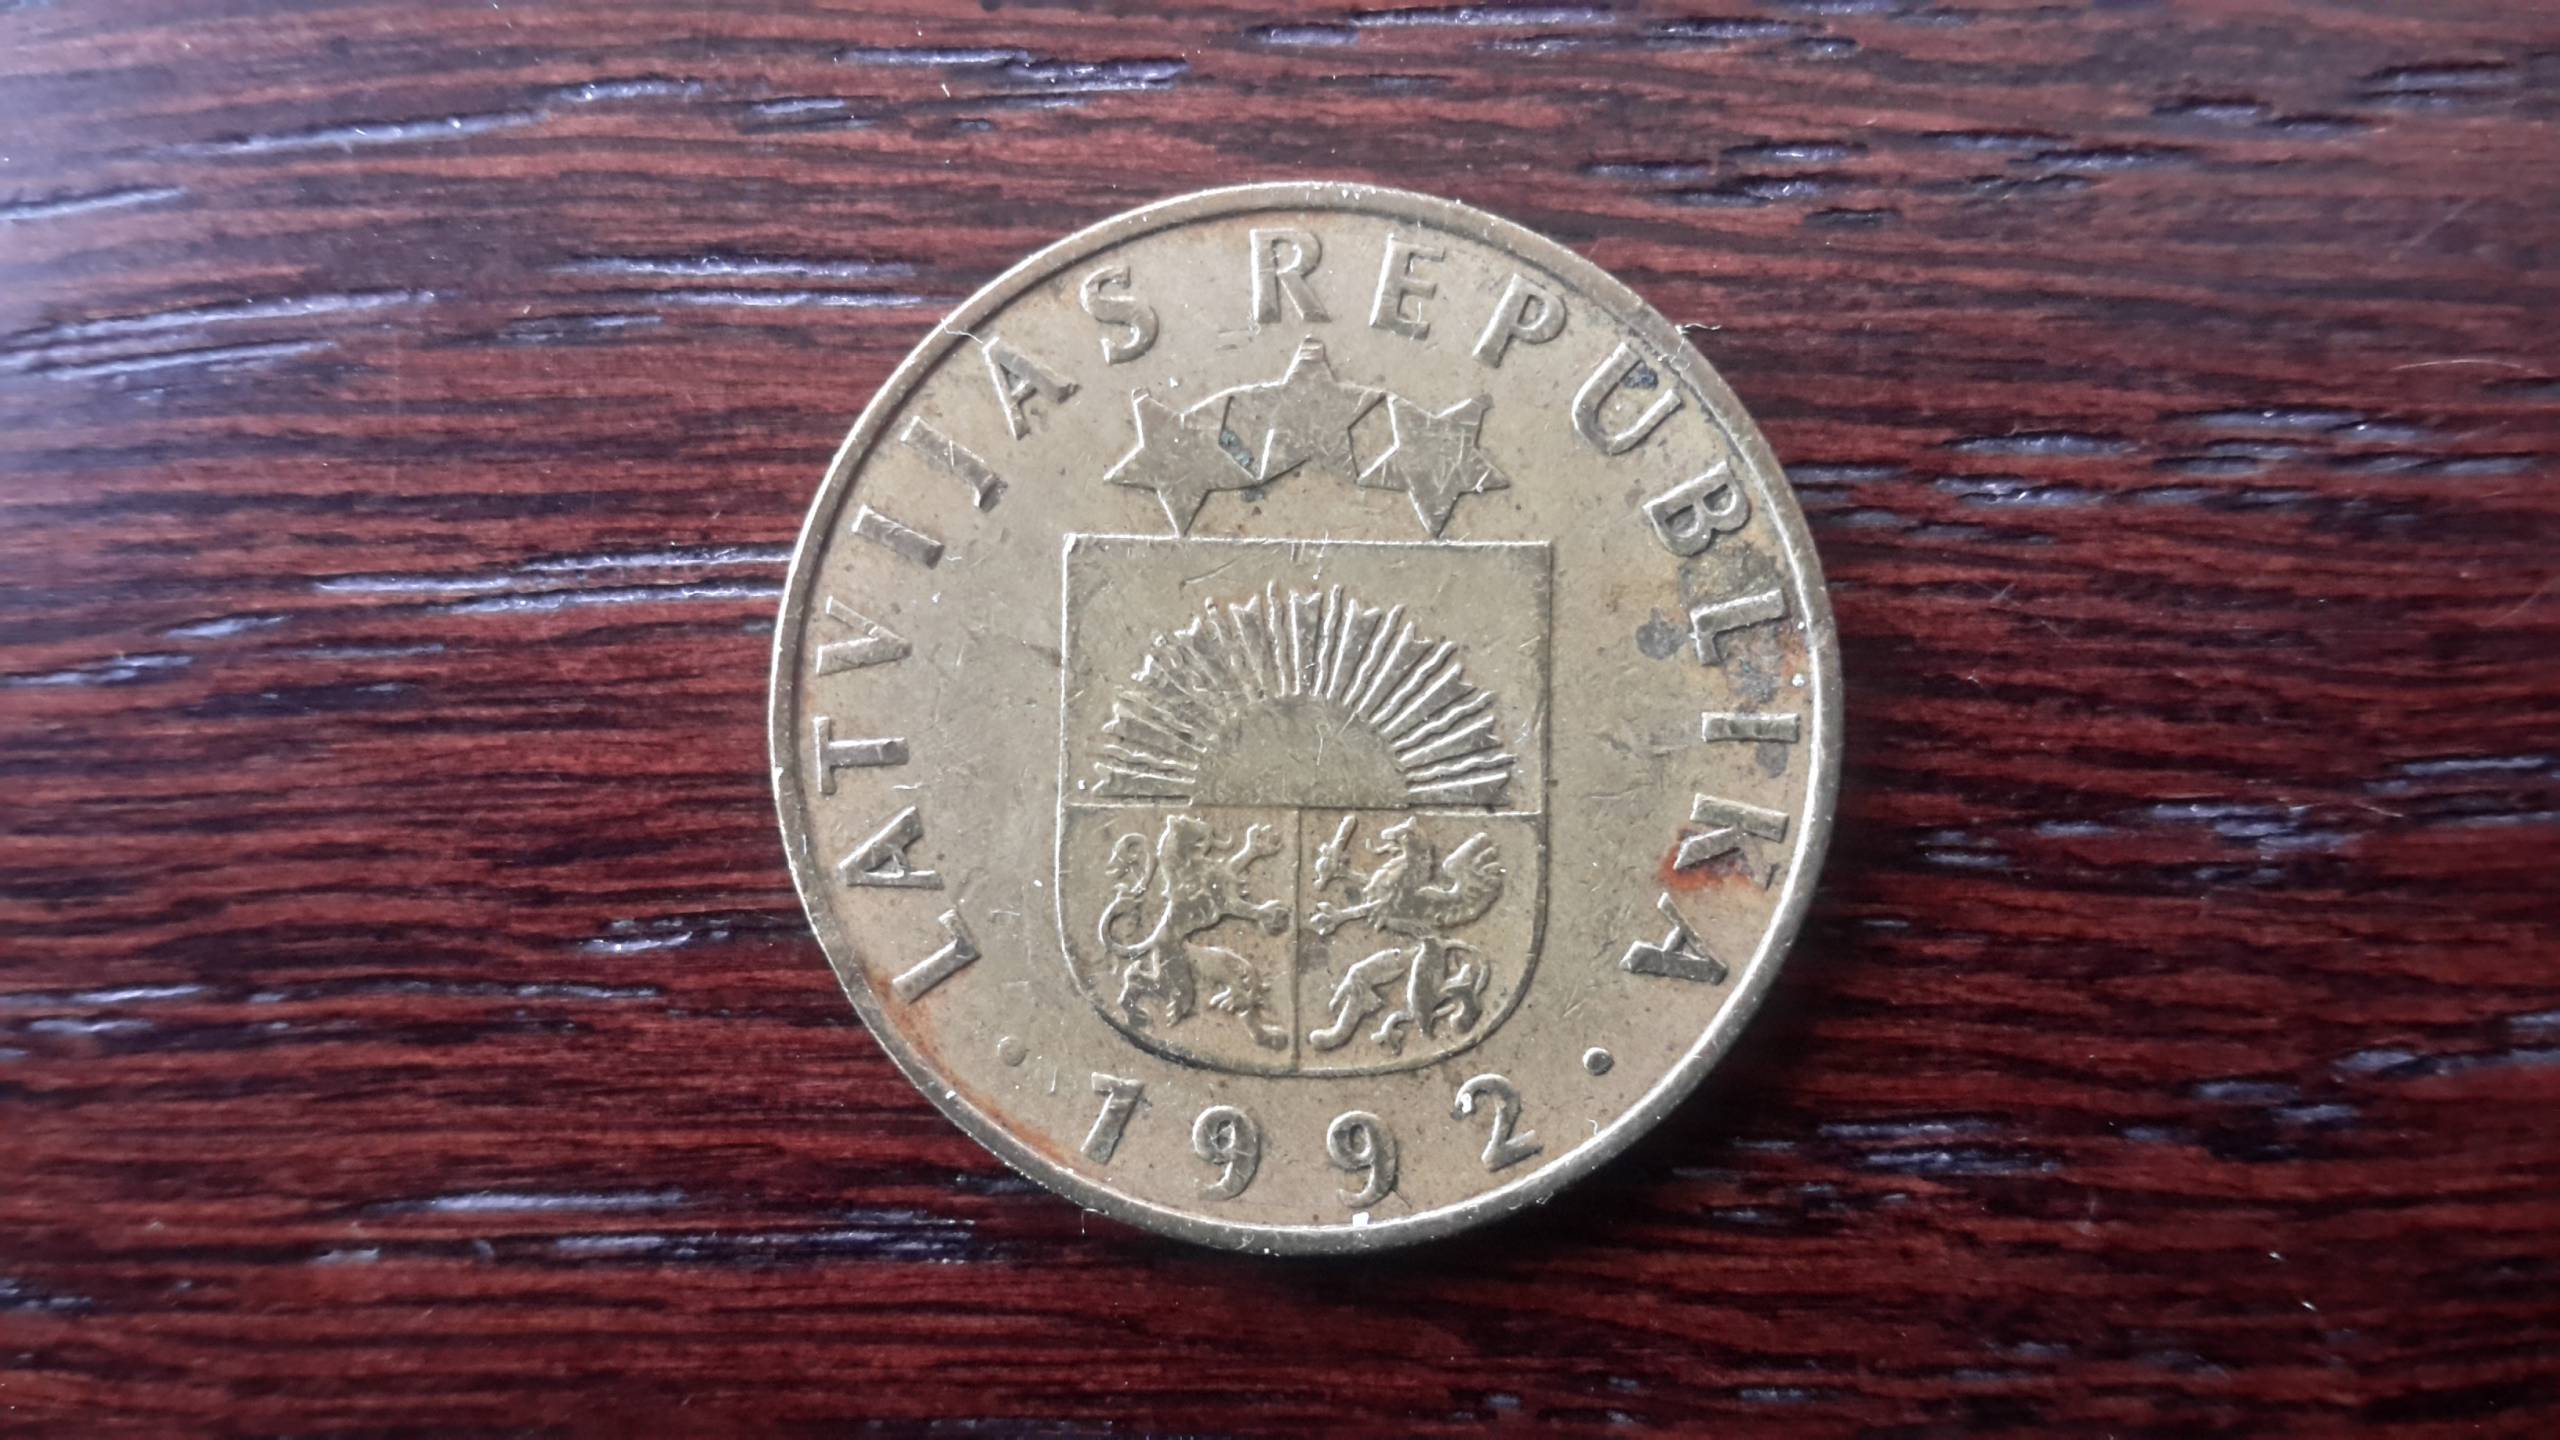 LATVIJAS REPUBLIKA
· 1992 ·